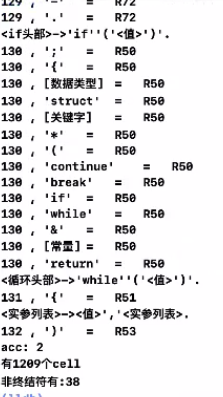 129 , '-' = R72
129 , '.' = R72
<if头部>->'if''('<值>')'.
130 , ';' = R50
130 , '{' = R50
130 , [数据类型] = R50
130 , 'struct' = R50
130 , [关键字] = R50
130 , '*' = R50
130 , '(' = R50
130 , 'continue' = R50
130 , 'break' = R50
130 , 'if' = R50
130 , 'while' = R50
130 , '&' = R50
130 , [常量] = R50
130 , 'return' = R50
<循环头部>->'while''('<值>')'.
131 , '{' = R51
<实参列表>-><值>','<实参列表>.
132 , ')' = R53
acc: 2
有1209个cell
非终结符有:38